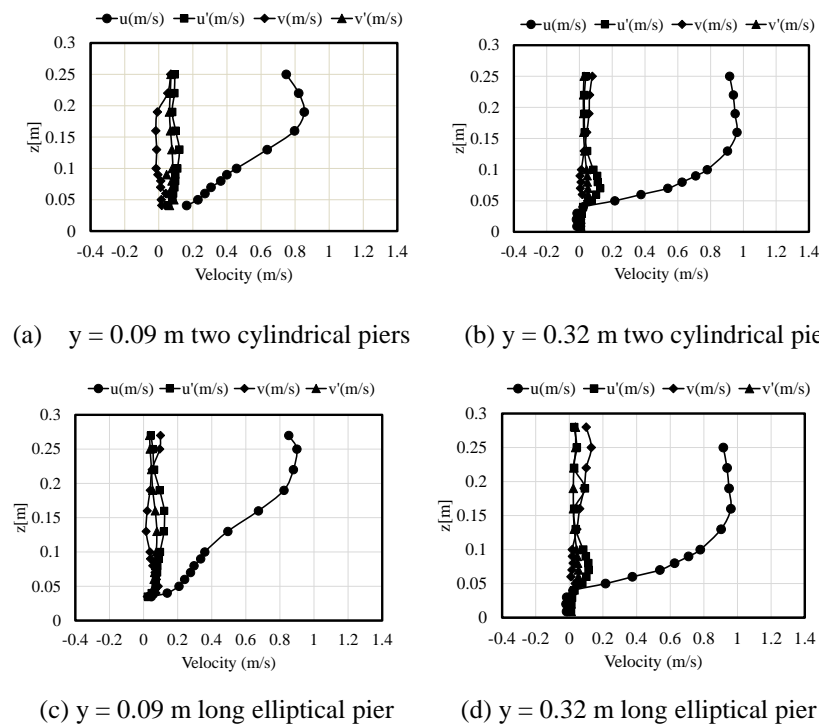 u(m/s) u'(m/s) v(m/s) v'(m/s)
0.3
0.25
0.2
0.15
0.1
0.05
0
z[m]
-0.4 -0.2 0 0.2 0.4 0.6 0.8 1 1.2 1.4
Velocity (m/s)
(a) y = 0.09 m two cylindrical piers
u(m/s) u'(m/s) v(m/s) v'(m/s)
0.3
0.25
0.2
0.15
0.1
0.05
0
z[m]
-0.4 -0.2 0 0.2 0.4 0.6 0.8 1 1.2 1.4
Velocity (m/s)
(b) y = 0.32 m two cylindrical pie
u(m/s) u'(m/s) v(m/s) v'(m/s)
0.3
0.25
0.2
0.15
0.1
0.05
0
z[m]
-0.4 -0.2 0 0.2 0.4 0.6 0.8 1 1.2 1.4
Velocity (m/s)
(c) y = 0.09 m long elliptical pier
u(m/s) u'(m/s) v(m/s) v'(m/s)
0.3
0.25
0.2
0.15
0.1
0.05
0
z[m]
-0.4 -0.2 0 0.2 0.4 0.6 0.8 1 1.2 1.4
Velocity (m/s)
(d) y = 0.32 m long elliptical pier